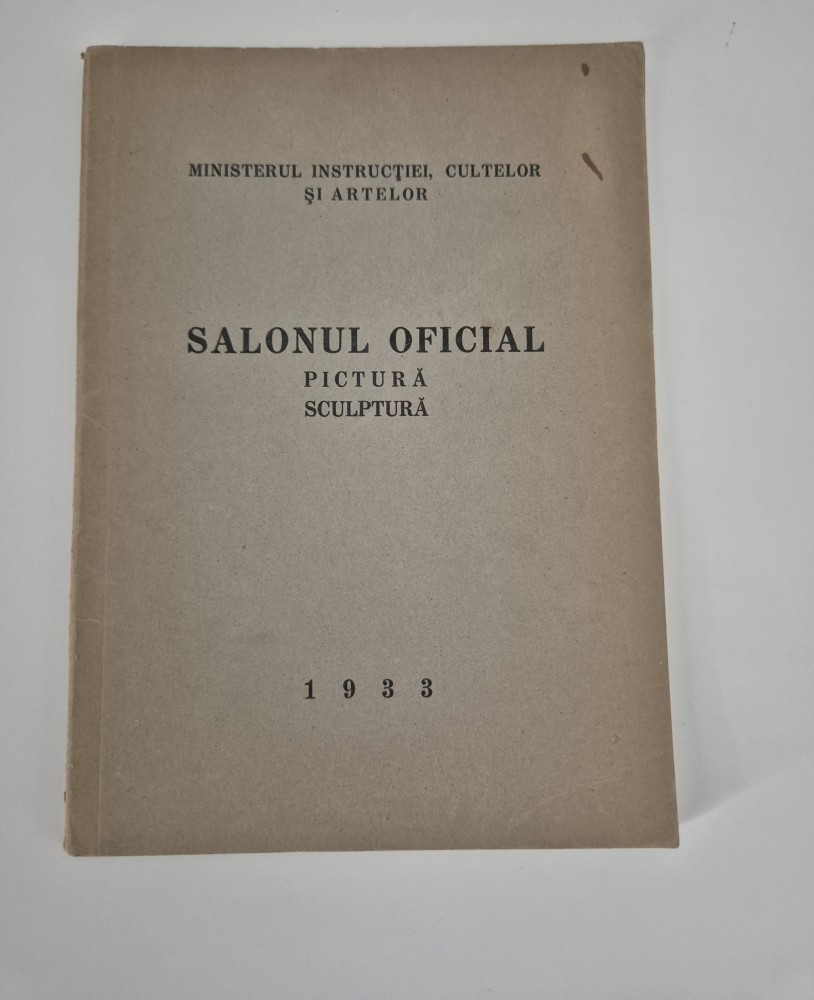 MINISTERUL INSTRUCŢIEI, CULTELOR
ŞI ARTELOR
SALONUL OFICIAL
PICTURĂ
SCULPTURĂ
1933